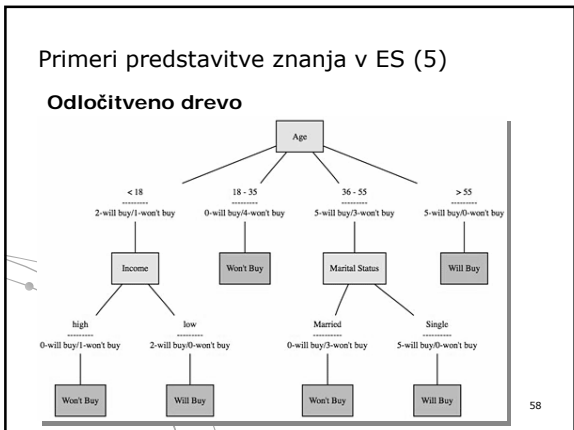 Primeri predstavitve znanja v ES (5)
Odločitveno drevo
Age
< 18
---------
2-will buy/1-won't buy
18 - 35
---------
0-will buy/4-won't buy
36 - 55
---------
5-will buy/3-won't buy
> 55
---------
5-will buy/0-won't buy
Income
Won't Buy
Marital Status
Will Buy
high
---------
0-will buy/1-won't buy
low
---------
2-will buy/0-won't buy
Married
---------
0-will buy/3-won't buy
Single
---------
5-will buy/0-won't buy
Won't Buy
Will Buy
Won't Buy
Will Buy
58